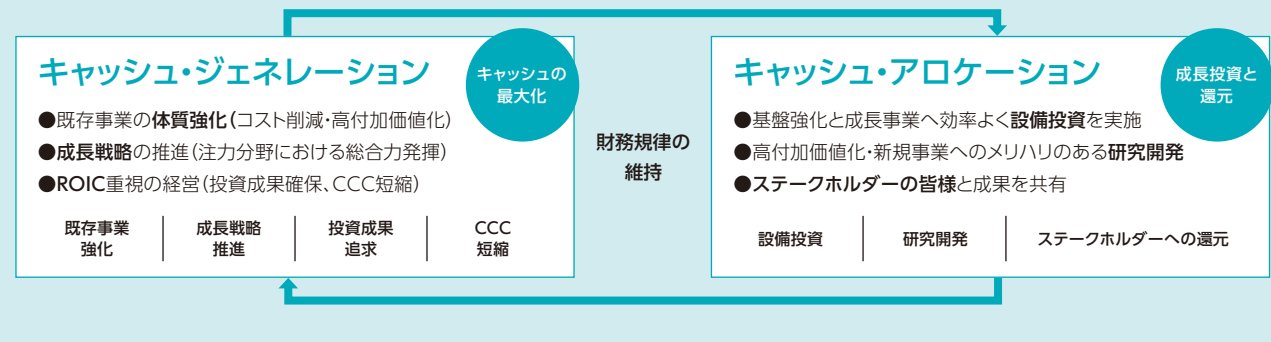 キャッシュ・ジェネレーション
キャッシュの
最大化
●既存事業の体質強化(コスト削減・高付加価値化)
●成長戦略の推進(注力分野における総合力発揮)
●ROIC重視の経営(投資成果確保、CCC短縮)
既存事業
強化
成長戦略
推進
投資成果
追求
CCC
短縮
財務規律の
維持
キャッシュ・アロケーション
成長投資と
還元
●基盤強化と成長事業へ効率よく設備投資を実施
●高付加価値化・新規事業へのメリハリのある研究開発
●ステークホルダーの皆様と成果を共有
設備投資
研究開発
ステークホルダーへの還元